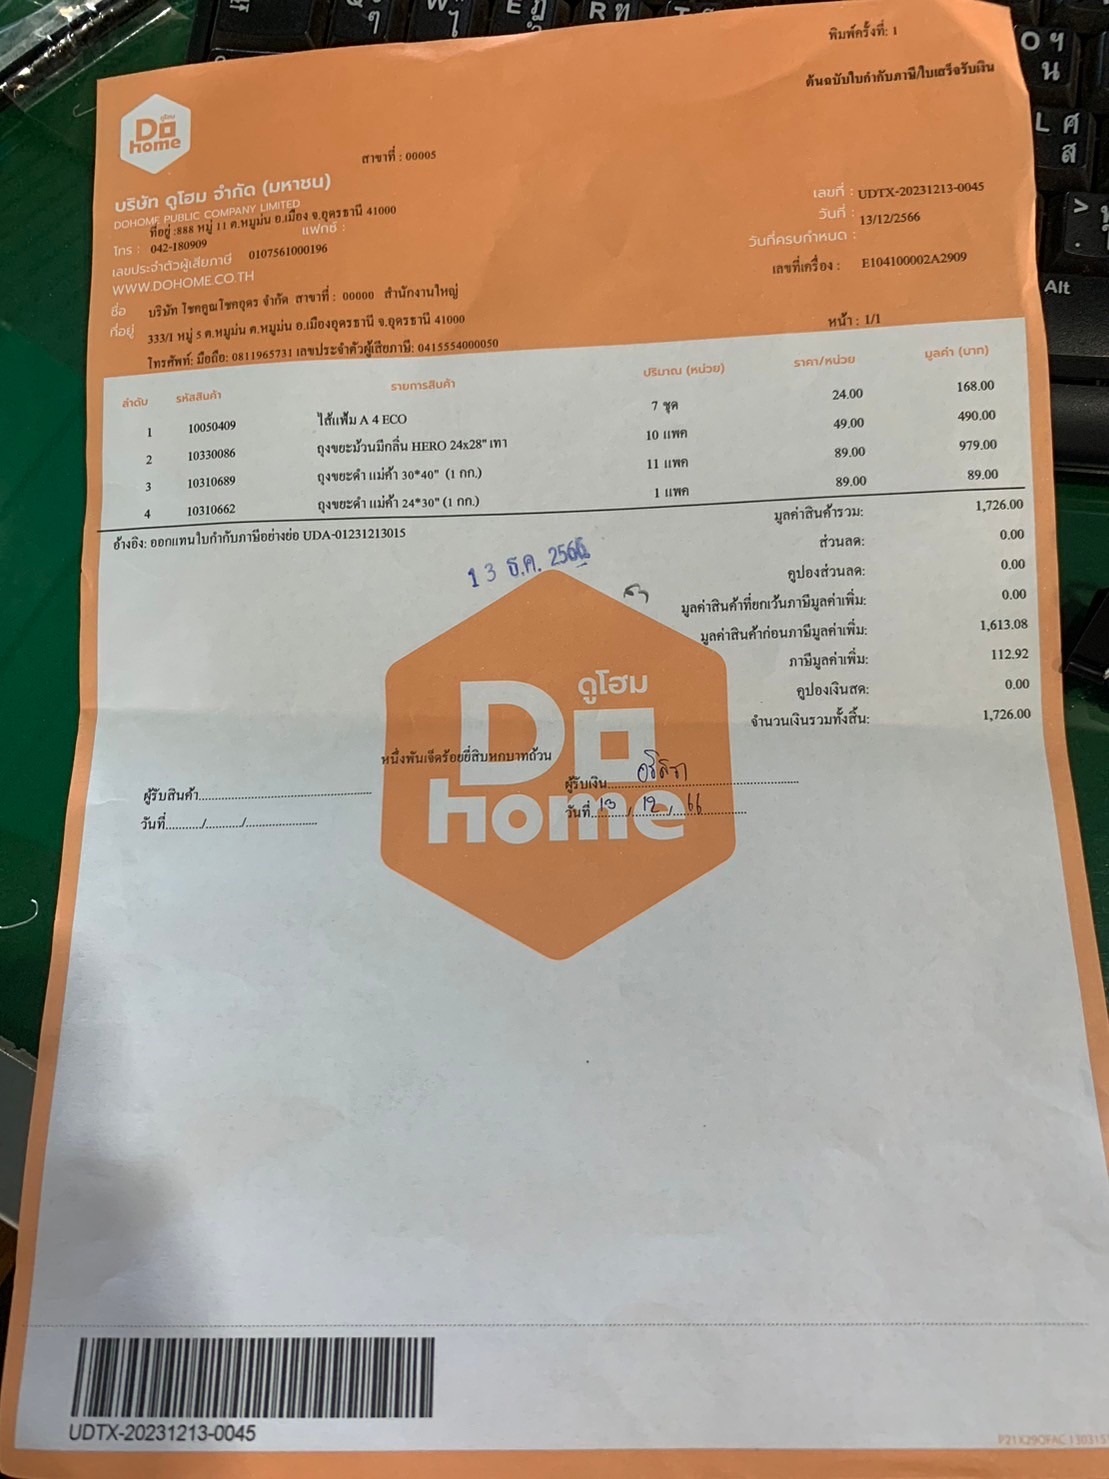 พิมพ์ครั้งที่: 1
ต้นฉบับใบกำกับภาษี/ใบเสร็จรับเงิน
ดูโฮม
Do
home
สาขาที่ : 00005
บริษัท ดูโฮม จำกัด (มหาชน)
DOHOME PUBLIC COMPANY LIMITED
ที่อยู่ :888 หมู่ 11 ต.หมูม่น อ.เมือง จ.อุดรธานี 41000
โทร : 042-180909 แฟกซ์ :
เลขประจำตัวผู้เสียภาษี 0107561000196
WWW.DOHOME.CO.TH
เลขที่ : UDTX-20231213-0045
วันที่ : 13/12/2566
วันที่ครบกำหนด :
เลขที่เครื่อง : E104100002A2909
ชื่อ บริษัท โชคคูณโชคอุดร จำกัด สาขาที่ : 00000 สำนักงานใหญ่
ที่อยู่ 333/1 หมู่ 5 ต.หมูม่น ต.หมูม่น อ.เมืองอุดรธานี จ.อุดรธานี 41000
โทรศัพท์: มือถือ: 0811965731 เลขประจำตัวผู้เสียภาษี: 0415554000050
หน้า : 1/1
ลำดับ รหัสสินค้า รายการสินค้า ปริมาณ (หน่วย) ราคา/หน่วย มูลค่า (บาท)
1 10050409 ไส้แฟ้ม A 4 ECO 7 ชุด 24.00 168.00
2 10330086 ถุงขยะม้วนมีกลิ่น HERO 24x28" เทา 10 แพค 49.00 490.00
3 10310689 ถุงขยะดำ แม่ค้า 30*40" (1 กก.) 11 แพค 89.00 979.00
4 10310662 ถุงขยะดำ แม่ค้า 24*30" (1 กก.) 1 แพค 89.00 89.00
อ้างอิง: ออกแทนใบกำกับภาษีอย่างย่อ UDA-01231213015
มูลค่าสินค้ารวม: 1,726.00
ส่วนลด: 0.00
13 ธ.ค. 2566
คูปองส่วนลด: 0.00
มูลค่าสินค้าที่ยกเว้นภาษีมูลค่าเพิ่ม: 0.00
มูลค่าสินค้าก่อนภาษีมูลค่าเพิ่ม: 1,613.08
ภาษีมูลค่าเพิ่ม: 112.92
คูปองเงินสด: 0.00
จำนวนเงินรวมทั้งสิ้น: 1,726.00
ดูโฮม
Do
home
หนึ่งพันเจ็ดร้อยยี่สิบหกบาทถ้วน
ผู้รับสินค้า
ผู้รับเงิน
วันที่ ......../......../........
วันที่ 13 / 12 / 66
UDTX-20231213-0045